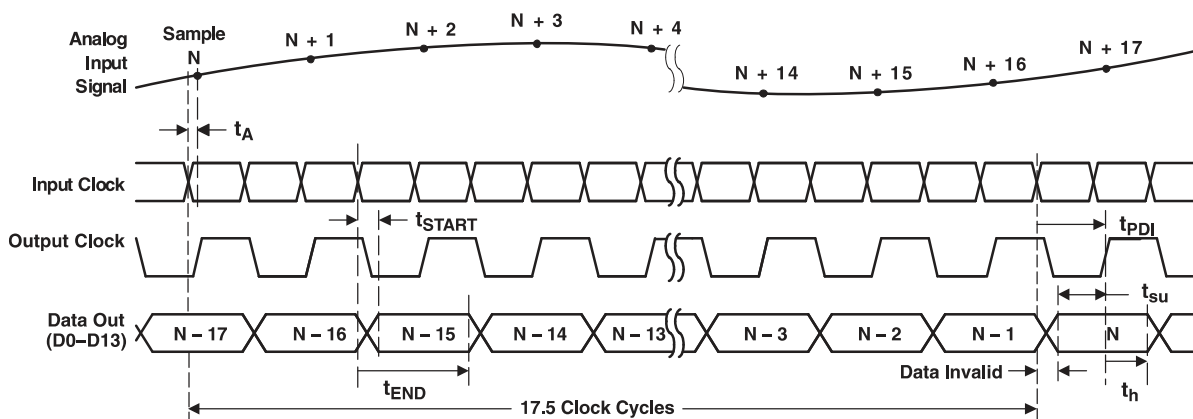 Analog
Input
Signal
Sample
N
N + 1
N + 2
N + 3
N + 4
N + 14
N + 15
N + 16
N + 17
tA
Input Clock
tSTART
tPDI
Output Clock
tsu
Data Out
(D0–D13)
N – 17
N – 16
N – 15
N – 14
N – 13
N – 3
N – 2
N – 1
N
tEND
Data Invalid
th
17.5 Clock Cycles